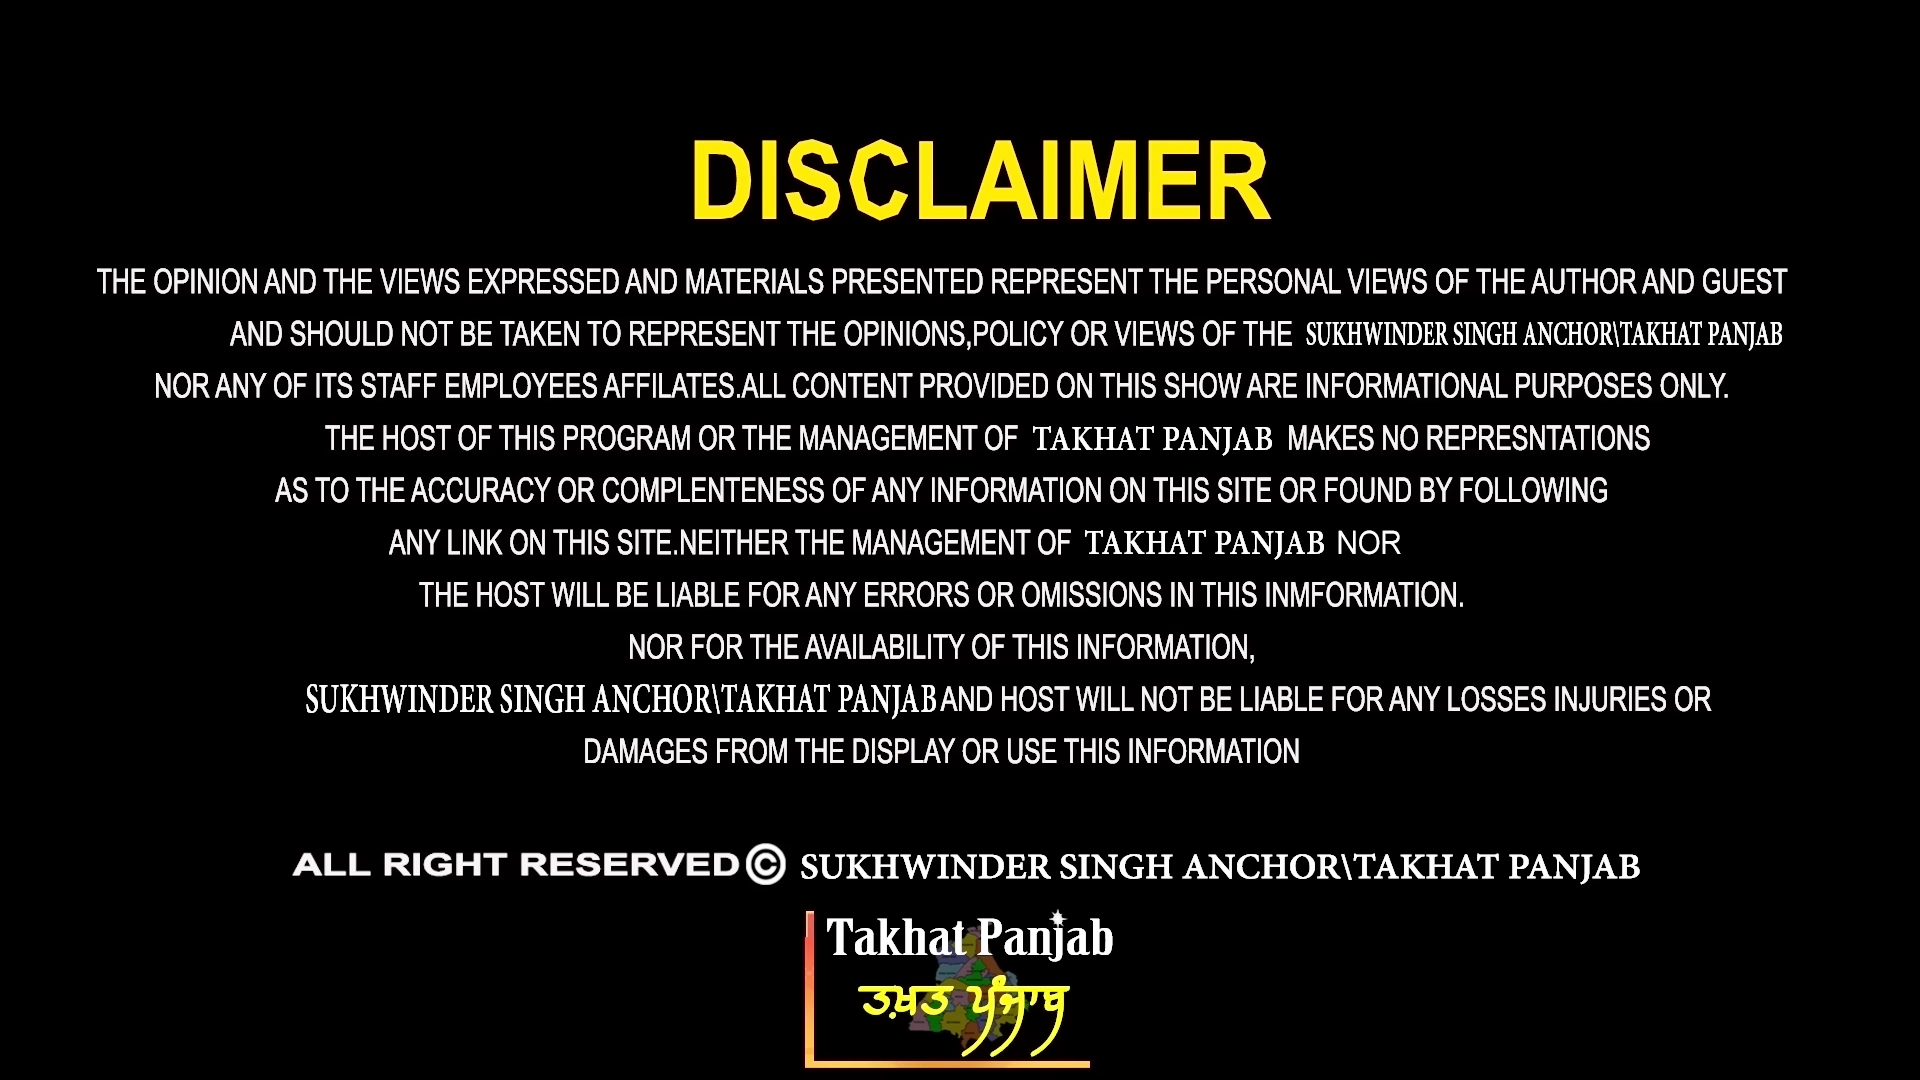 DISCLAIMER
THE OPINION AND THE VIEWS EXPRESSED AND MATERIALS PRESENTED REPRESENT THE PERSONAL VIEWS OF THE AUTHOR AND GUEST
AND SHOULD NOT BE TAKEN TO REPRESENT THE OPINIONS,POLICY OR VIEWS OF THE SUKHWINDER SINGH ANCHOR\TAKHAT PANJAB
NOR ANY OF ITS STAFF EMPLOYEES AFFILATES.ALL CONTENT PROVIDED ON THIS SHOW ARE INFORMATIONAL PURPOSES ONLY.
THE HOST OF THIS PROGRAM OR THE MANAGEMENT OF TAKHAT PANJAB MAKES NO REPRESNTATIONS
AS TO THE ACCURACY OR COMPLENTENESS OF ANY INFORMATION ON THIS SITE OR FOUND BY FOLLOWING
ANY LINK ON THIS SITE.NEITHER THE MANAGEMENT OF TAKHAT PANJAB NOR
THE HOST WILL BE LIABLE FOR ANY ERRORS OR OMISSIONS IN THIS INMFORMATION.
NOR FOR THE AVAILABILITY OF THIS INFORMATION,
SUKHWINDER SINGH ANCHOR\TAKHAT PANJAB AND HOST WILL NOT BE LIABLE FOR ANY LOSSES INJURIES OR
DAMAGES FROM THE DISPLAY OR USE THIS INFORMATION
ALL RIGHT RESERVED © SUKHWINDER SINGH ANCHOR\TAKHAT PANJAB
Takhat Panjab
ਤਖ਼ਤ ਪੰਜਾਬ